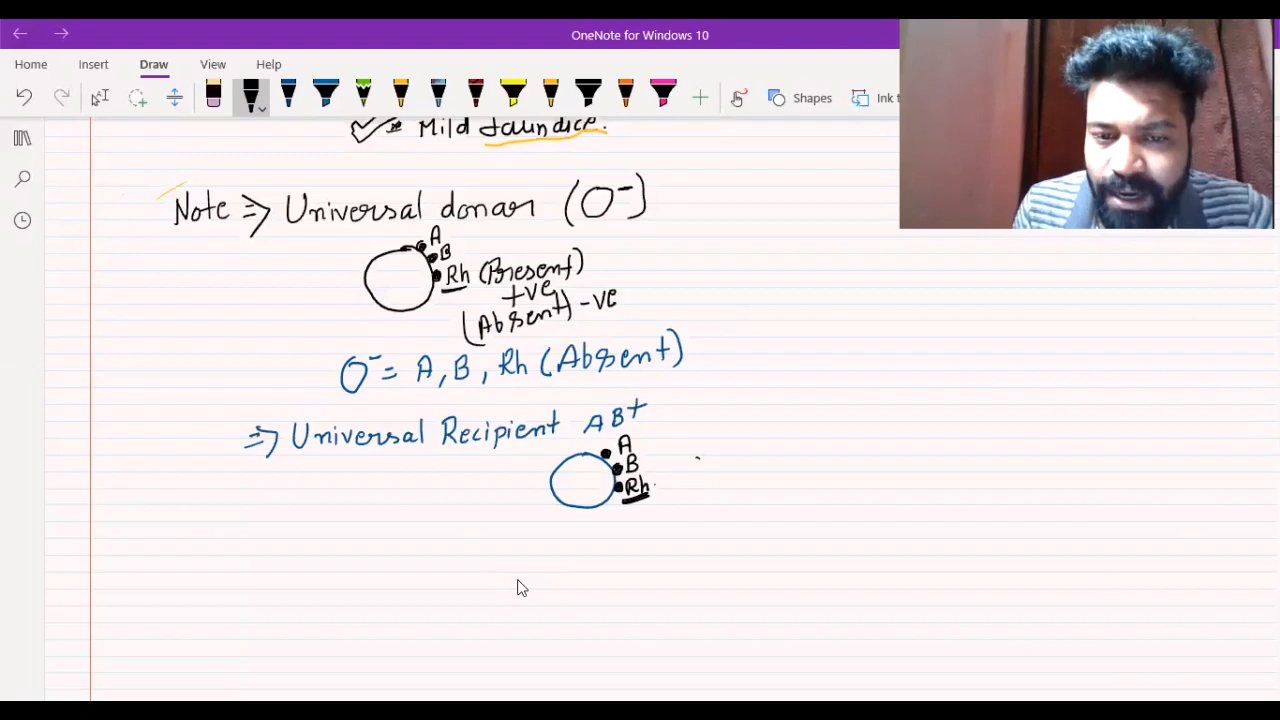 OneNote for Windows 10
Home Insert Draw View Help
Shapes Ink t
Mild Jaundice.
Note ⇒ Universal donar (O⁻)
A
B
Rh (Present)
+ve
(Absent) -ve
O⁻ = A, B, Rh (Absent)
⇒ Universal Recipient AB+
A
B
Rh